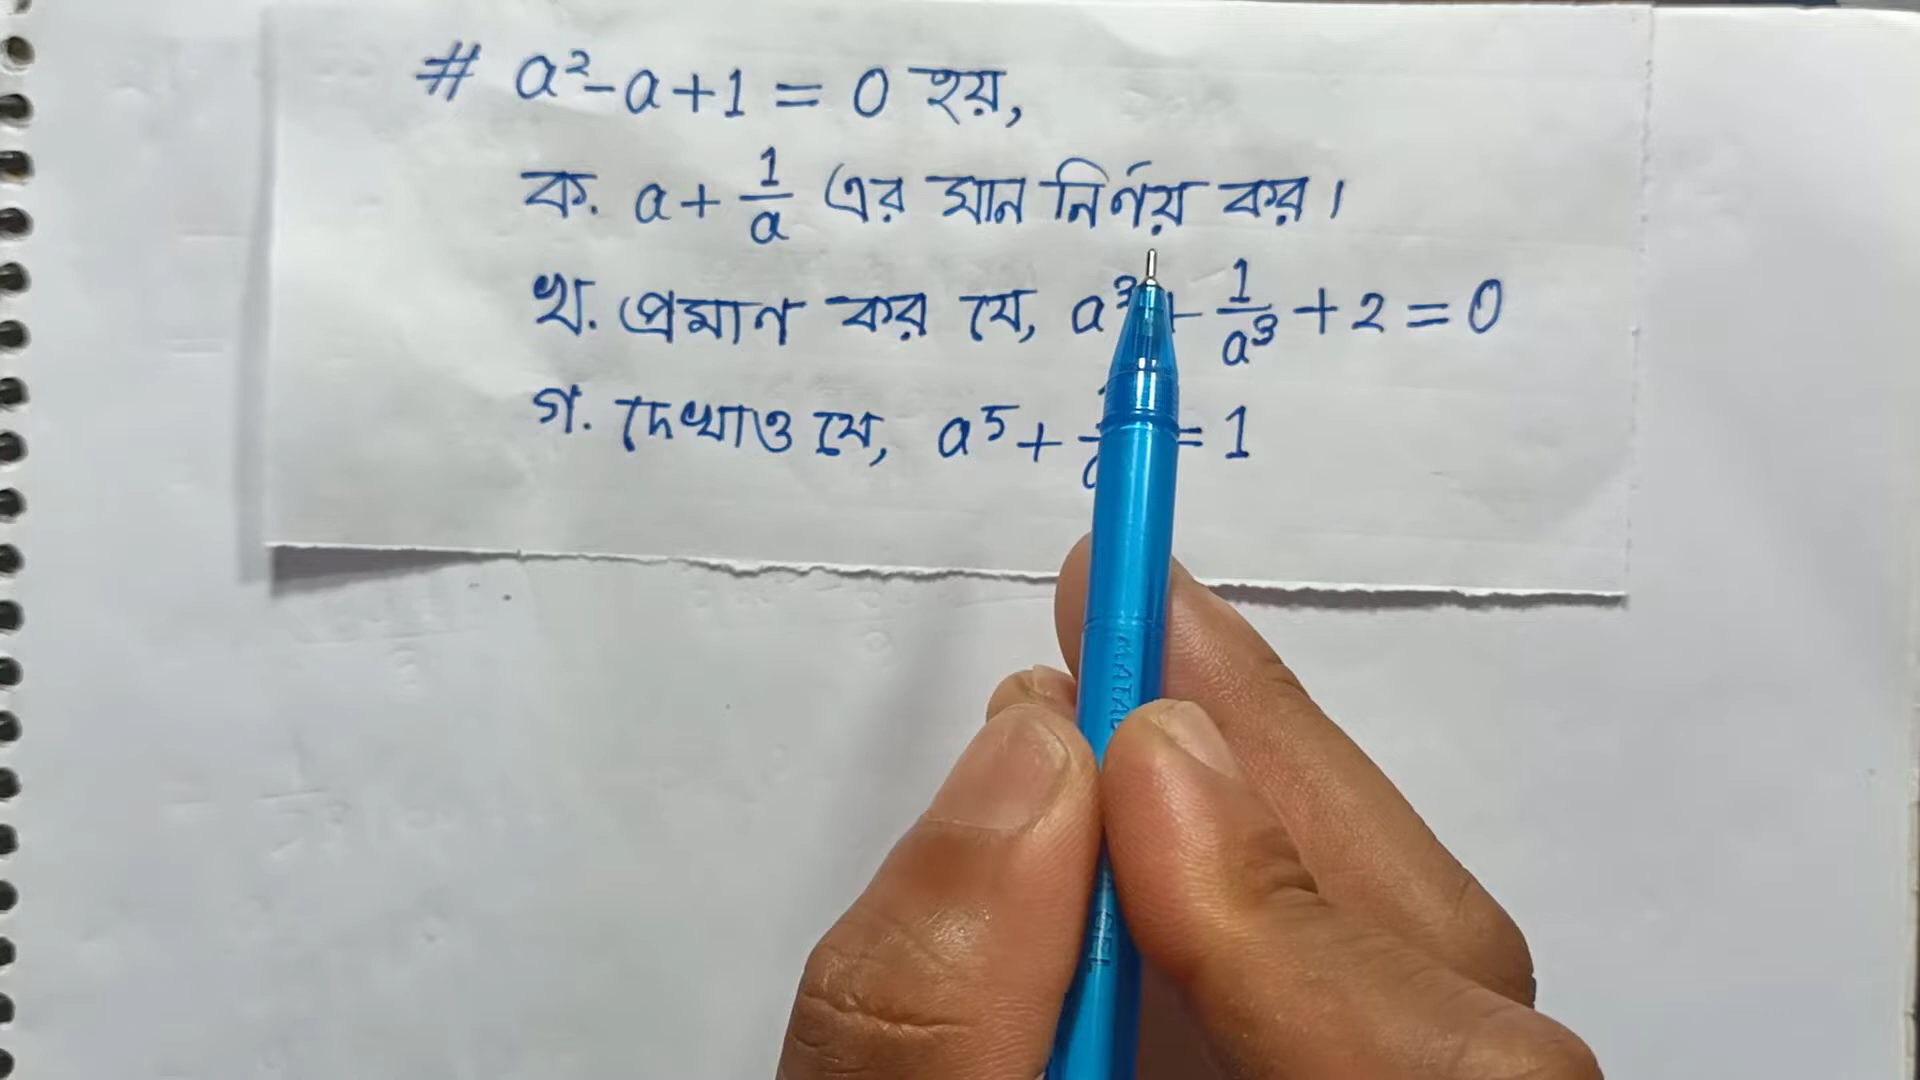 # a² - a + 1 = 0 হয়,
ক. a + 1/a এর মান নির্ণয় কর।
খ. প্রমাণ কর যে, a³ + 1/a³ + 2 = 0
গ. দেখাও যে, a⁵ + = 1